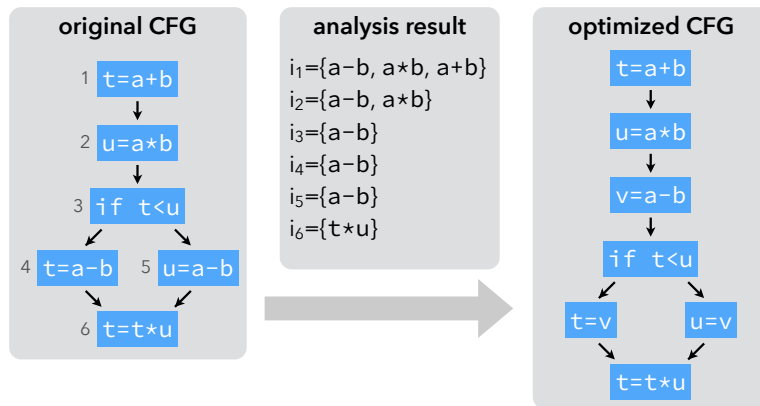 original CFG
1 t=a+b
2 u=a*b
3 if t<u
4 t=a-b
5 u=a-b
6 t=t*u
analysis result
i₁={a-b, a*b, a+b}
i₂={a-b, a*b}
i₃={a-b}
i₄={a-b}
i₅={a-b}
i₆={t*u}
optimized CFG
t=a+b
u=a*b
v=a-b
if t<u
t=v
u=v
t=t*u